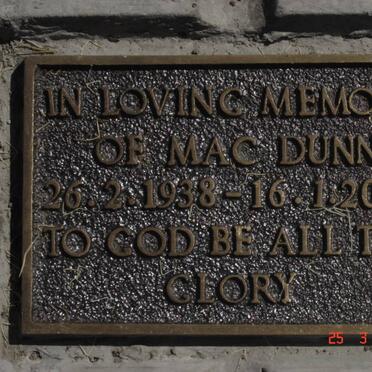 IN LOVING MEMO
OF MAC DUNN
26.2.1938-16.1.20
TO GOD BE ALL T
GLORY
25 3